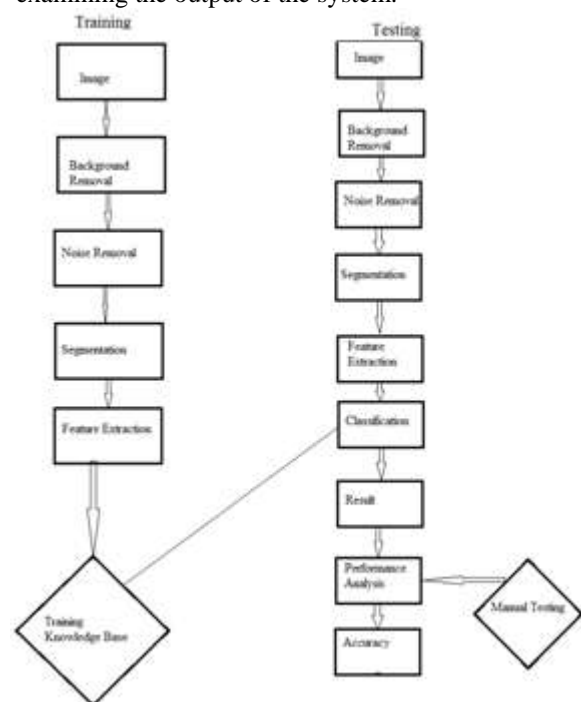 examining the output of the system.
Training
Image
Background
Removal
Noise Removal
Segmentation
Feature Extraction
Training
Knowledge Base
Testing
Image
Background
Removal
Noise Removal
Segmentation
Feature
Extraction
Classification
Result
Performance
Analysis
Manual Testing
Accuracy